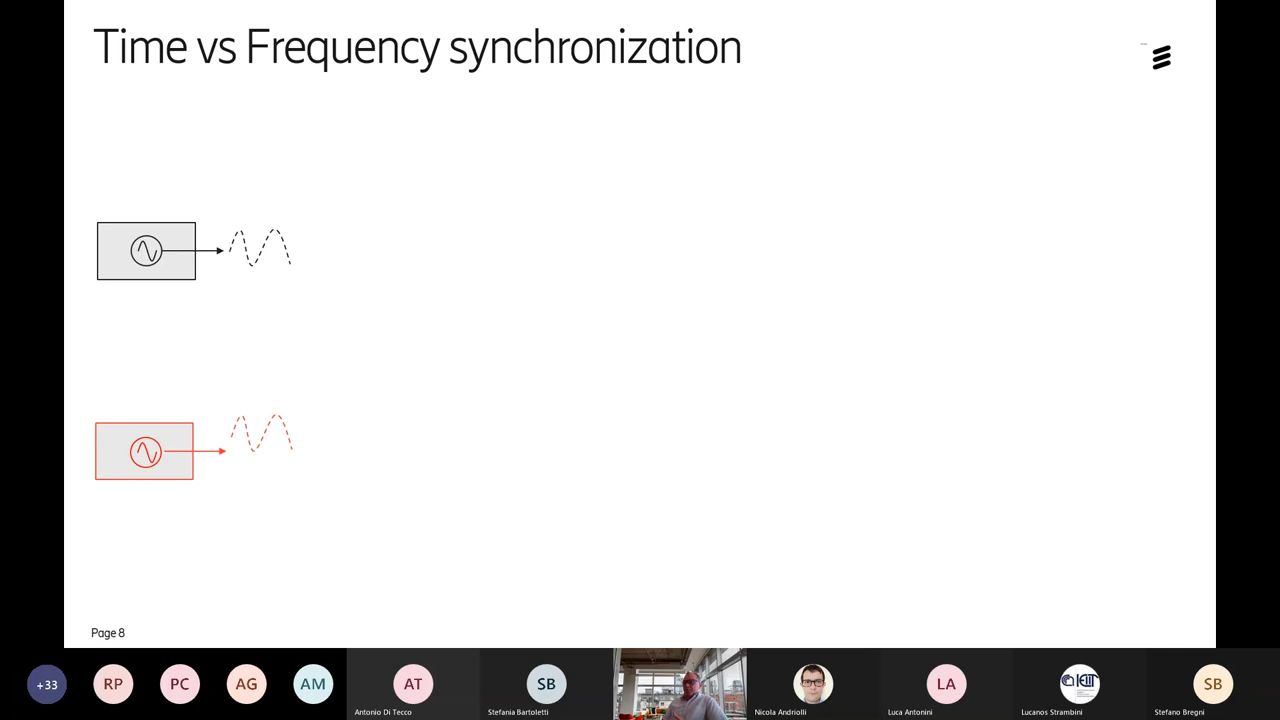 Time vs Frequency synchronization
Page 8
+33
RP
PC
AG
AM
AT
SB
LA
SB
Antonio Di Tecco
Stefania Bartoletti
Nicola Andriolli
Luca Antonini
Lucanos Strambini
Stefano Bregni